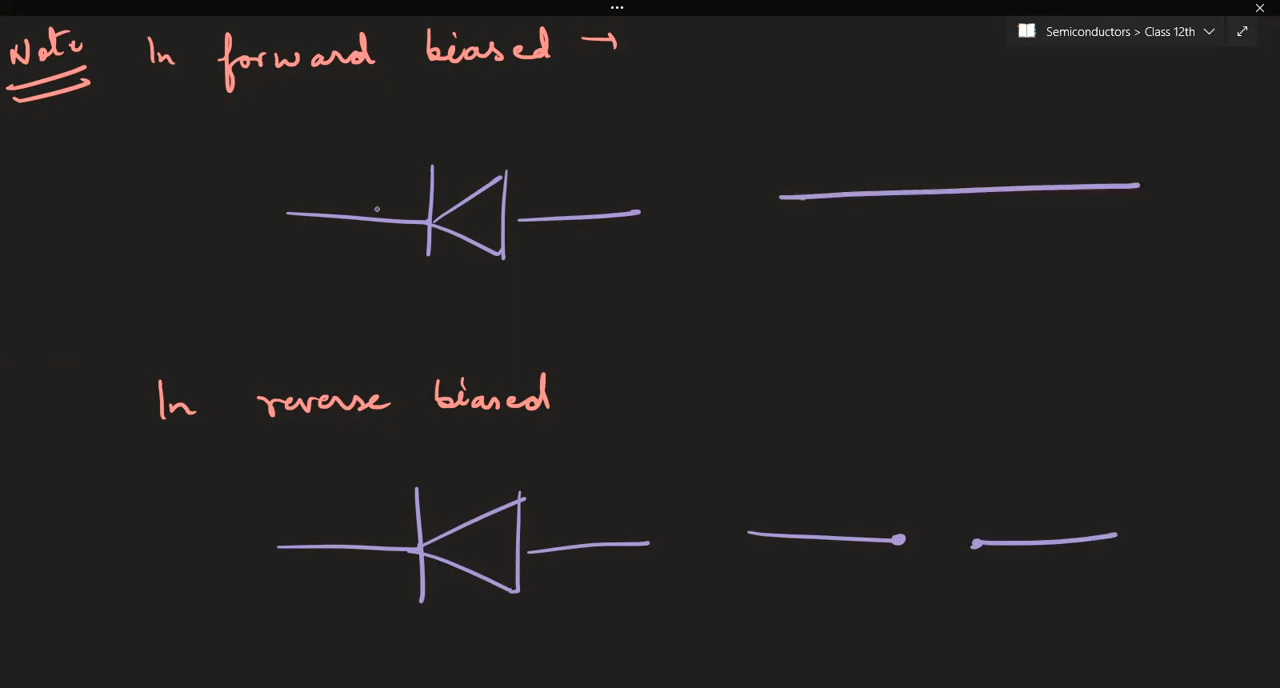 Semiconductors > Class 12th
Note In forward biased →
In reverse biased